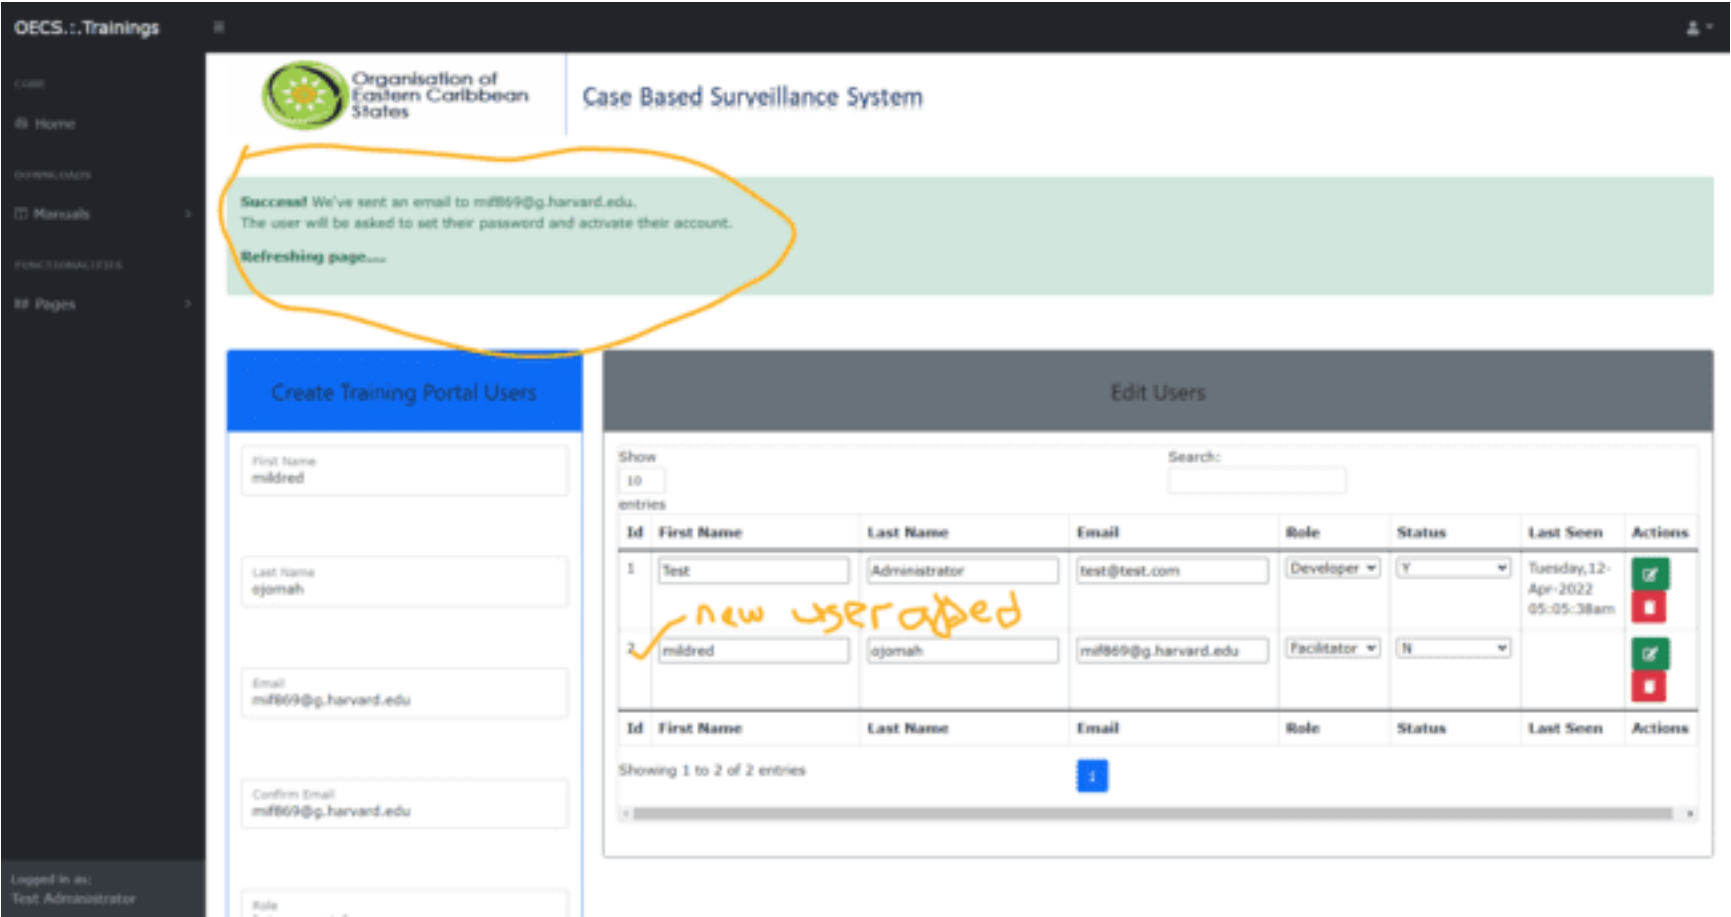 OECS.:.Trainings
CORE
Home
DOWNLOADS
Manuals
FUNCTIONALITIES
Pages
Logged in as:
Test Administrator
Organisation of
Eastern Caribbean
States
Case Based Surveillance System
Success! We've sent an email to mif869@g.harvard.edu.
The user will be asked to set their password and activate their account.
Refreshing page....
Create Training Portal Users
First Name
mildred
Last Name
ojomah
Email
mif869@g.harvard.edu
Confirm Email
mif869@g.harvard.edu
Role
Edit Users
Show
10
entries
Search:
Id First Name Last Name Email Role Status Last Seen Actions
1 Test Administrator test@test.com Developer Y Tuesday,12-
Apr-2022
05:05:38am
new user added
2 mildred ojomah mif869@g.harvard.edu Facilitator N
Id First Name Last Name Email Role Status Last Seen Actions
Showing 1 to 2 of 2 entries
1